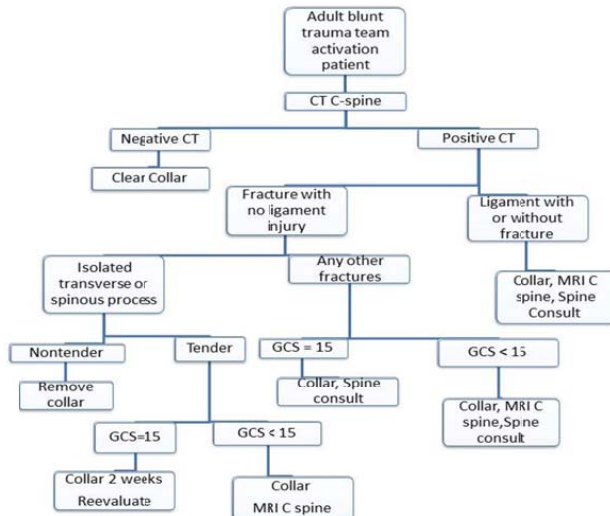 Adult blunt
trauma team
activation
patient
CT C-spine
Negative CT
Positive CT
Clear Collar
Fracture with
no ligament
injury
Ligament with
or without
fracture
Isolated
transverse or
spinous process
Any other
fractures
Collar, MRI C
spine, Spine
Consult
Nontender
Tender
GCS = 15
GCS < 15
Remove
collar
Collar, Spine
consult
Collar, MRI C
spine,Spine
consult
GCS=15
GCS < 15
Collar 2 weeks
Reevaluate
Collar
MRI C spine